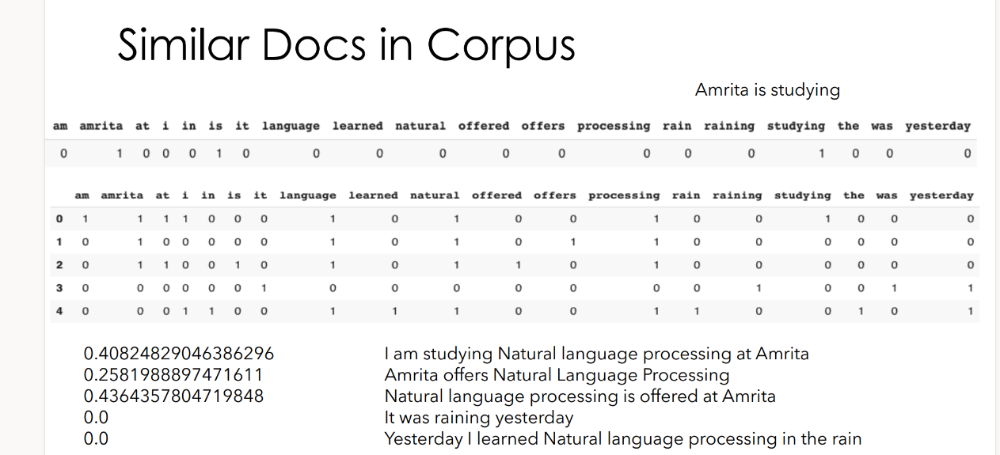 Similar Docs in Corpus
Amrita is studying
am amrita at i in is it language learned natural offered offers processing rain raining studying the was yesterday
0 1 0 0 0 1 0 0 0 0 0 0 0 0 0 1 0 0 0
am amrita at i in is it language learned natural offered offers processing rain raining studying the was yesterday
0 1 1 1 1 0 0 0 1 0 1 0 0 1 0 0 1 0 0 0
1 0 1 0 0 0 0 0 1 0 1 0 1 1 0 0 0 0 0 0
2 0 1 1 0 0 1 0 1 0 1 1 0 1 0 0 0 0 0 0
3 0 0 0 0 0 0 1 0 0 0 0 0 0 0 1 0 0 1 1
4 0 0 0 1 1 0 0 1 1 1 0 0 1 1 0 0 1 0 1
0.40824829046386296 I am studying Natural language processing at Amrita
0.2581988897471611 Amrita offers Natural Language Processing
0.4364357804719848 Natural language processing is offered at Amrita
0.0 It was raining yesterday
0.0 Yesterday I learned Natural language processing in the rain